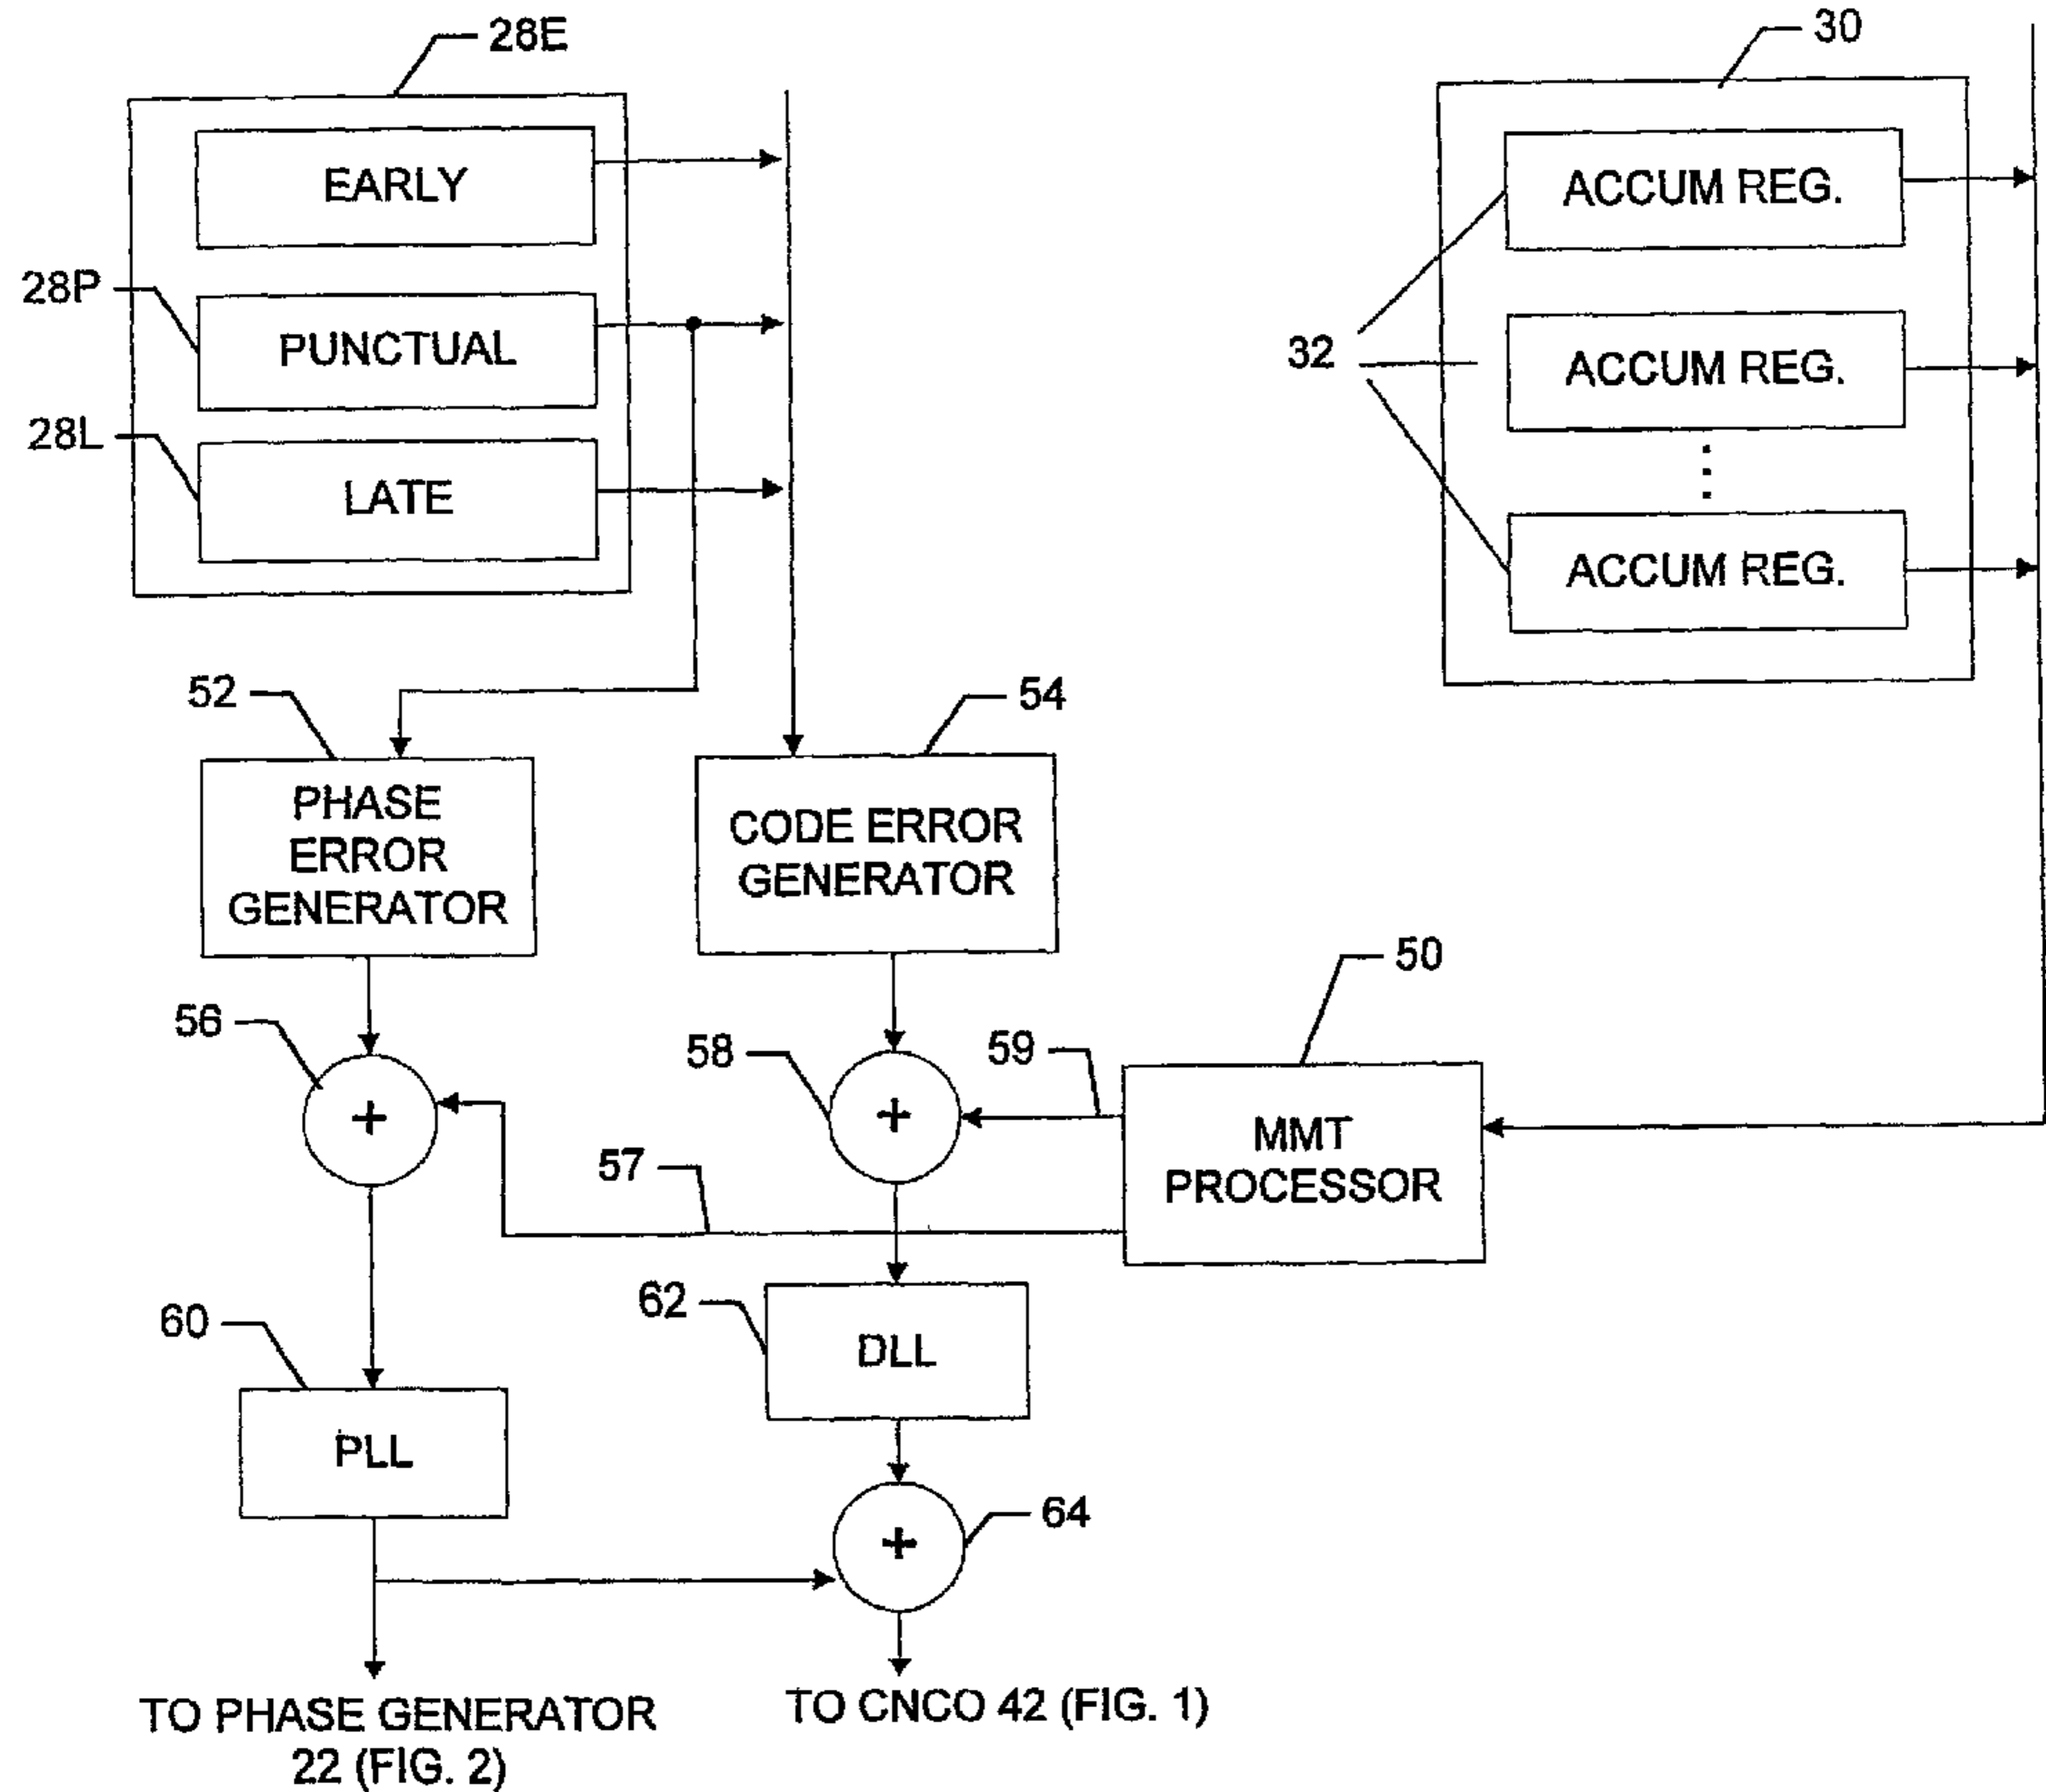 28E
30
EARLY
ACCUM REG.
28P
PUNCTUAL
32
ACCUM REG.
28L
LATE
ACCUM REG.
52
54
PHASE
ERROR
GENERATOR
CODE ERROR
GENERATOR
50
56
58
59
+
+
MMT
PROCESSOR
57
60
62
DLL
PLL
64
+
TO PHASE GENERATOR
22 (FIG. 2)
TO CNCO 42 (FIG. 1)